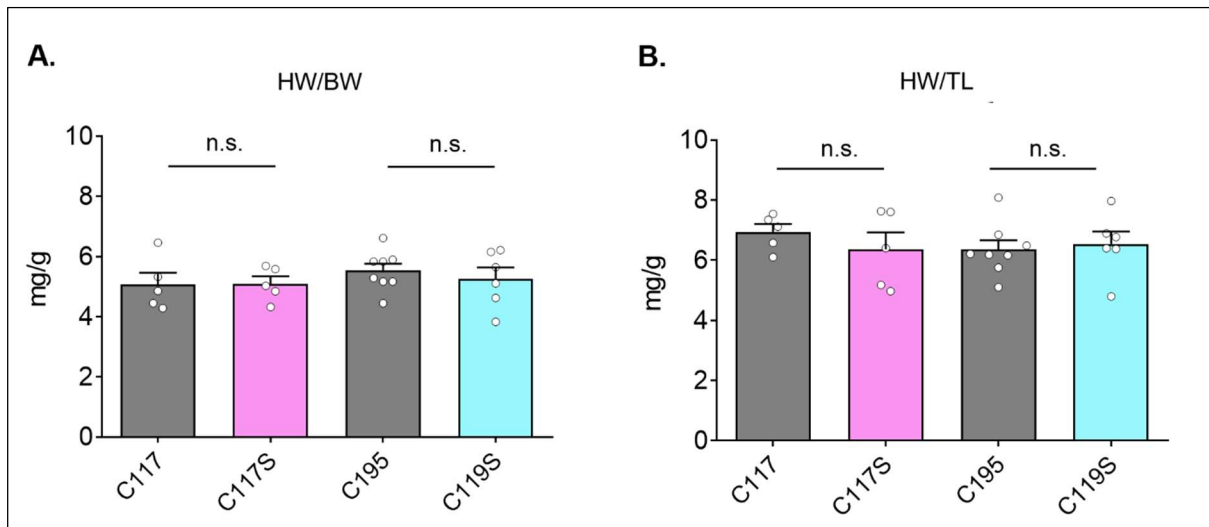 A.
HW/BW
n.s.
n.s.
10
8
6
4
2
0
mg/g
C117
C117S
C195
C119S
B.
HW/TL
n.s.
n.s.
10
8
6
4
2
0
mg/g
C117
C117S
C195
C119S